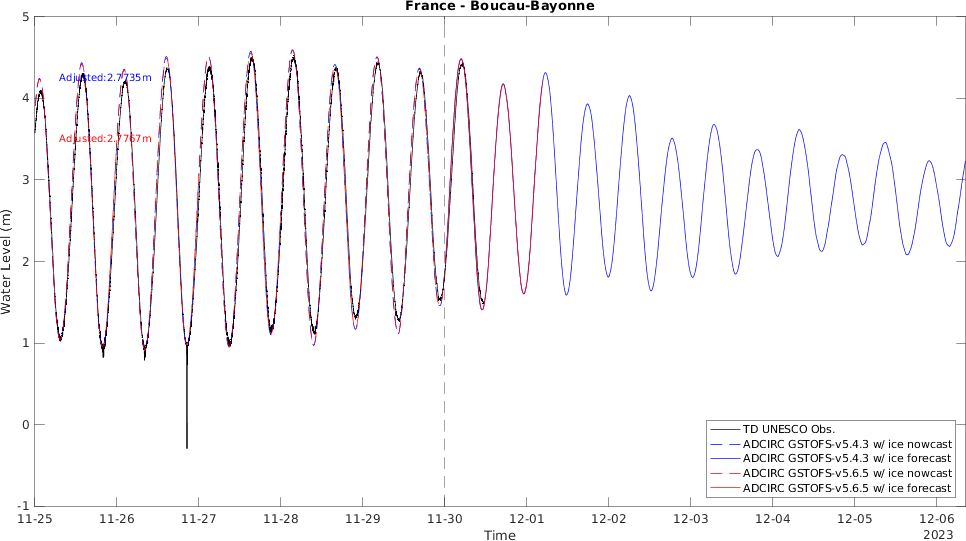 France - Boucau-Bayonne
5
4
3
2
1
0
-1
Water Level (m)
Adjusted:2.7735m
Adjusted:2.7767m
TD UNESCO Obs.
ADCIRC GSTOFS-v5.4.3 w/ ice nowcast
ADCIRC GSTOFS-v5.4.3 w/ ice forecast
ADCIRC GSTOFS-v5.6.5 w/ ice nowcast
ADCIRC GSTOFS-v5.6.5 w/ ice forecast
11-25 11-26 11-27 11-28 11-29 11-30 12-01 12-02 12-03 12-04 12-05 12-06
2023
Time